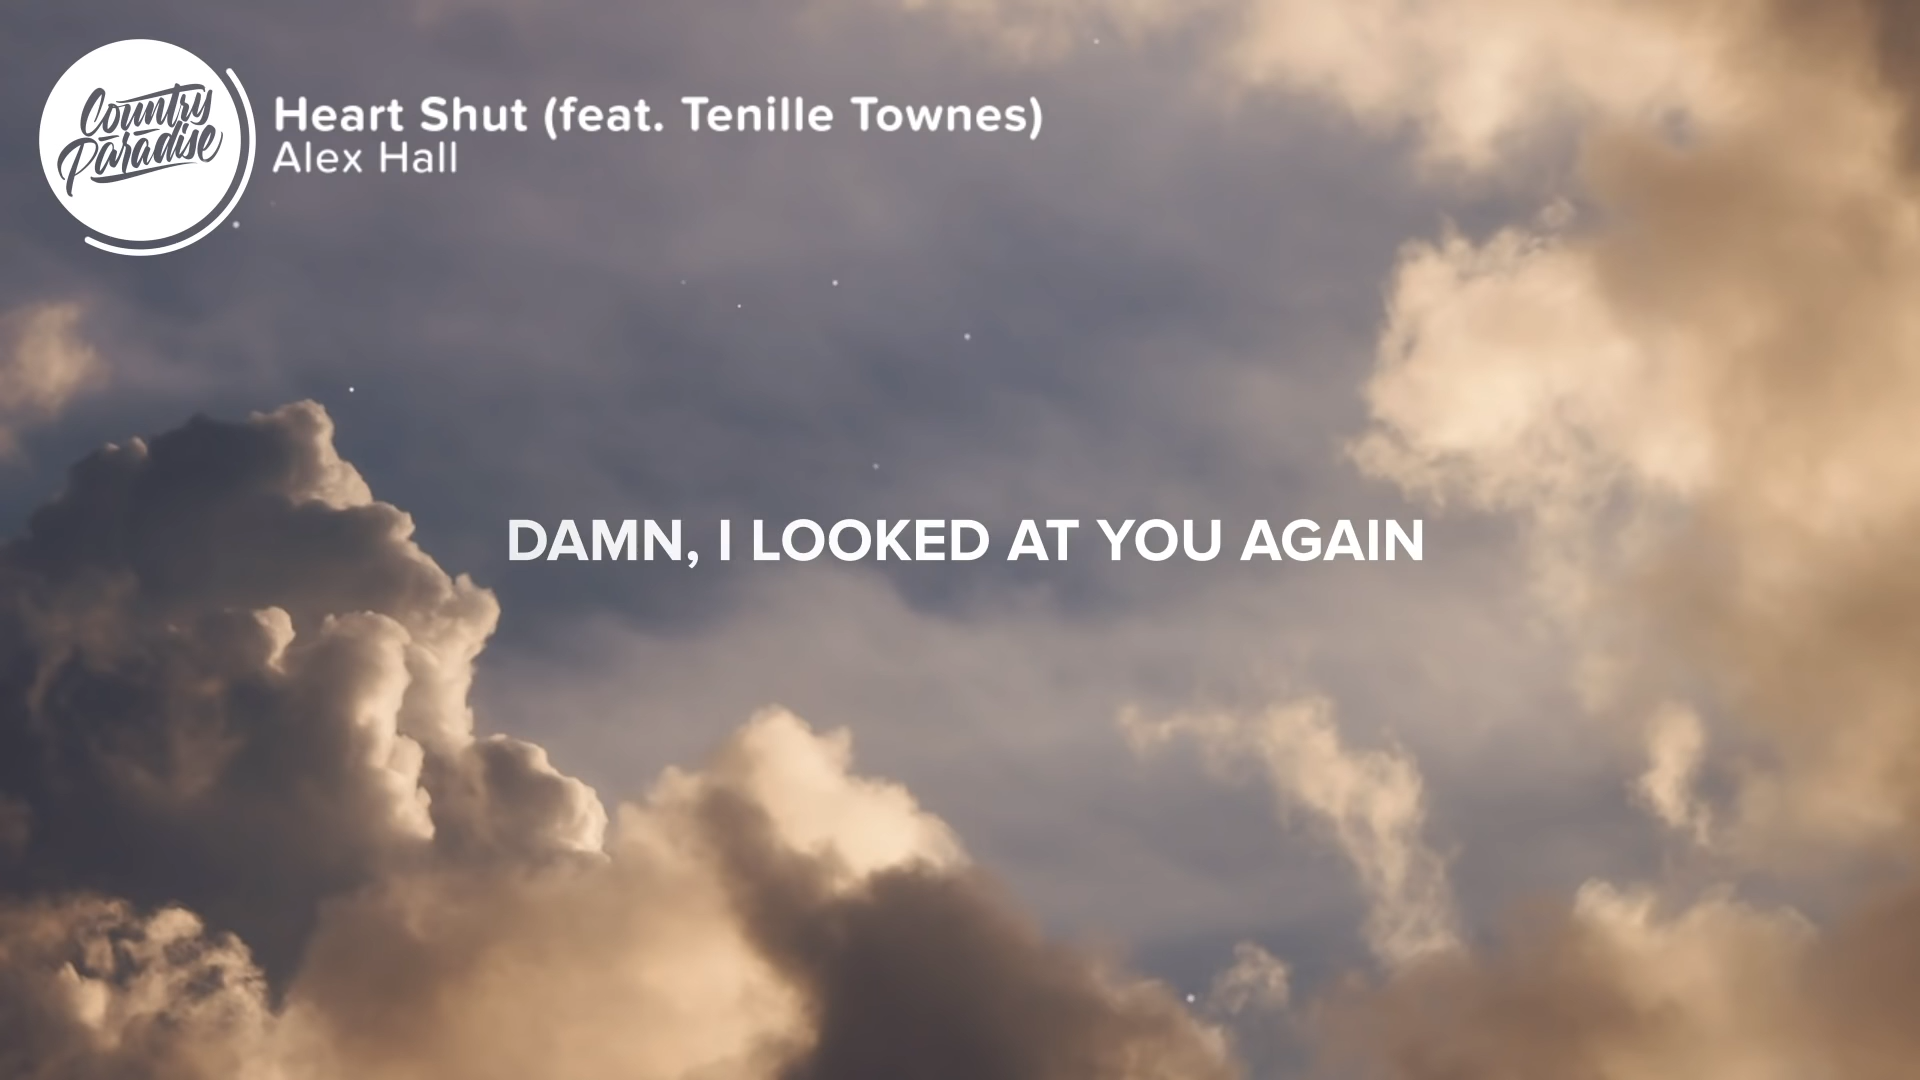 Country
Paradise
Heart Shut (feat. Tenille Townes)
Alex Hall
DAMN, I LOOKED AT YOU AGAIN